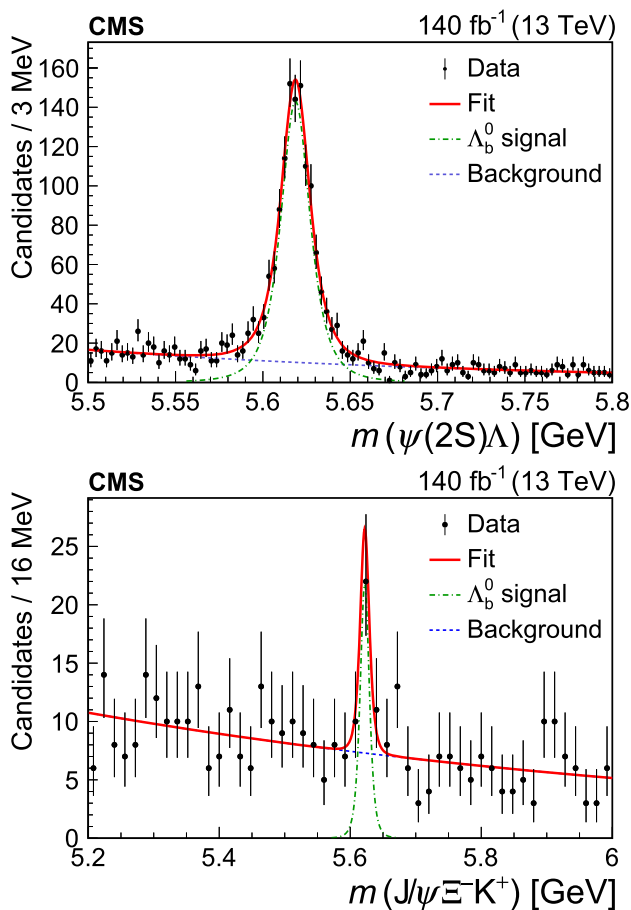 CMS 140 fb⁻¹ (13 TeV)
Candidates / 3 MeV
160
140
120
100
80
60
40
20
0
Data
Fit
Λ⁰_b signal
Background
5.5 5.55 5.6 5.65 5.7 5.75 5.8
m (ψ(2S)Λ) [GeV]
CMS 140 fb⁻¹ (13 TeV)
Candidates / 16 MeV
25
20
15
10
5
0
Data
Fit
Λ⁰_b signal
Background
5.2 5.4 5.6 5.8 6
m (J/ψΞ⁻K⁺) [GeV]